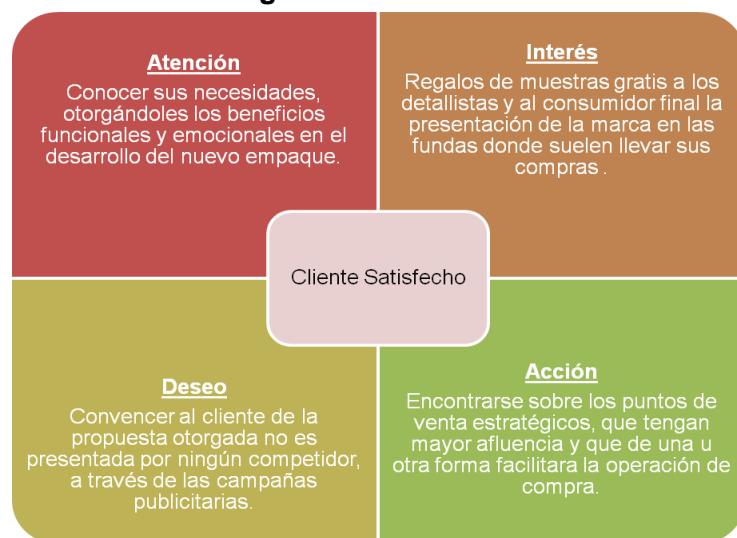 Atención
Conocer sus necesidades,
otorgándoles los beneficios
funcionales y emocionales en el
desarrollo del nuevo empaque.
Interés
Regalos de muestras gratis a los
detallistas y al consumidor final la
presentación de la marca en las
fundas donde suelen llevar sus
compras .
Cliente Satisfecho
Deseo
Convencer al cliente de la
propuesta otorgada no es
presentada por ningún competidor,
a través de las campañas
publicitarias.
Acción
Encontrarse sobre los puntos de
venta estratégicos, que tengan
mayor afluencia y que de una u
otra forma facilitara la operación de
compra.